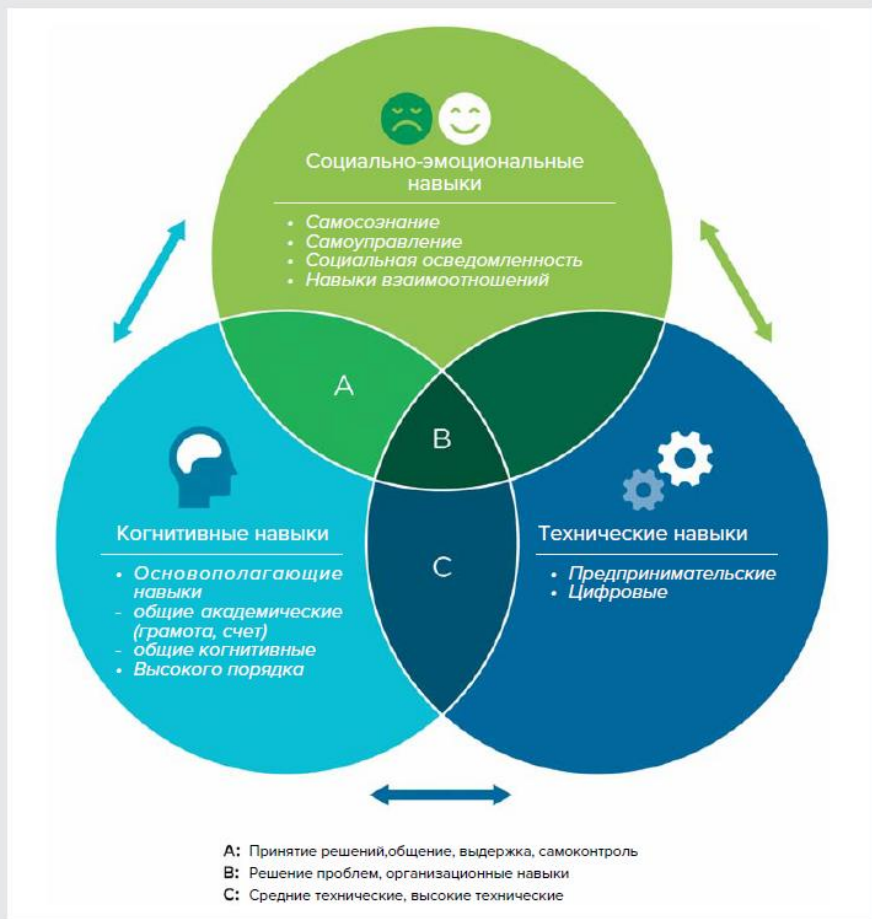 Социально-эмоциональные
навыки
• Самосознание
• Самоуправление
• Социальная осведомленность
• Навыки взаимоотношений
A
B
C
Когнитивные навыки
• Основополагающие
навыки
- общие академические
(грамота, счет)
- общие когнитивные
• Высокого порядка
Технические навыки
• Предпринимательские
• Цифровые
A: Принятие решений,общение, выдержка, самоконтроль
B: Решение проблем, организационные навыки
C: Средние технические, высокие технические